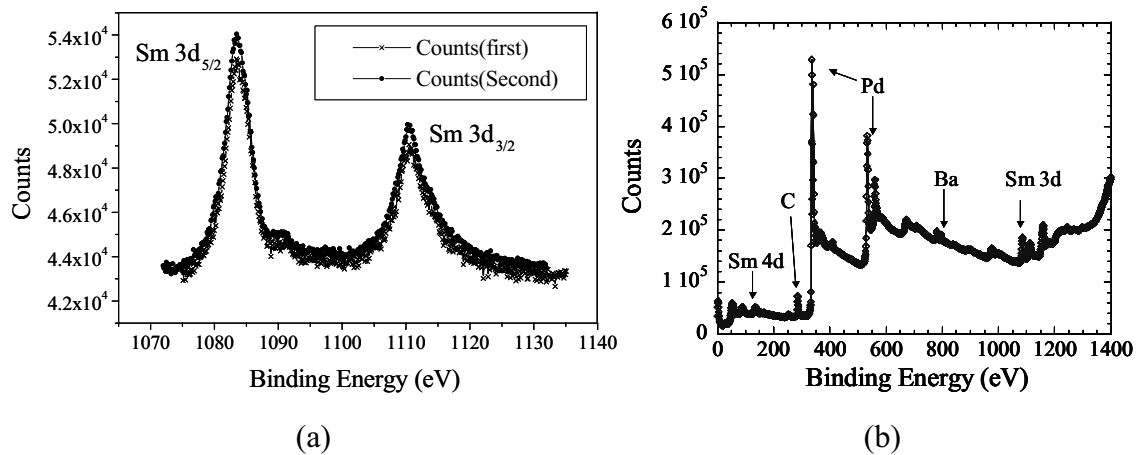 5.4x10⁴
5.2x10⁴
5.0x10⁴
4.8x10⁴
4.6x10⁴
4.4x10⁴
4.2x10⁴
Counts
Sm 3d₅/₂
Counts(first)
Counts(Second)
Sm 3d₃/₂
1070 1080 1090 1100 1110 1120 1130 1140
Binding Energy (eV)
(a)
6 10⁵
5 10⁵
4 10⁵
3 10⁵
2 10⁵
1 10⁵
0
Counts
Pd
C
Ba
Sm 3d
Sm 4d
0 200 400 600 800 1000 1200 1400
Binding Energy (eV)
(b)